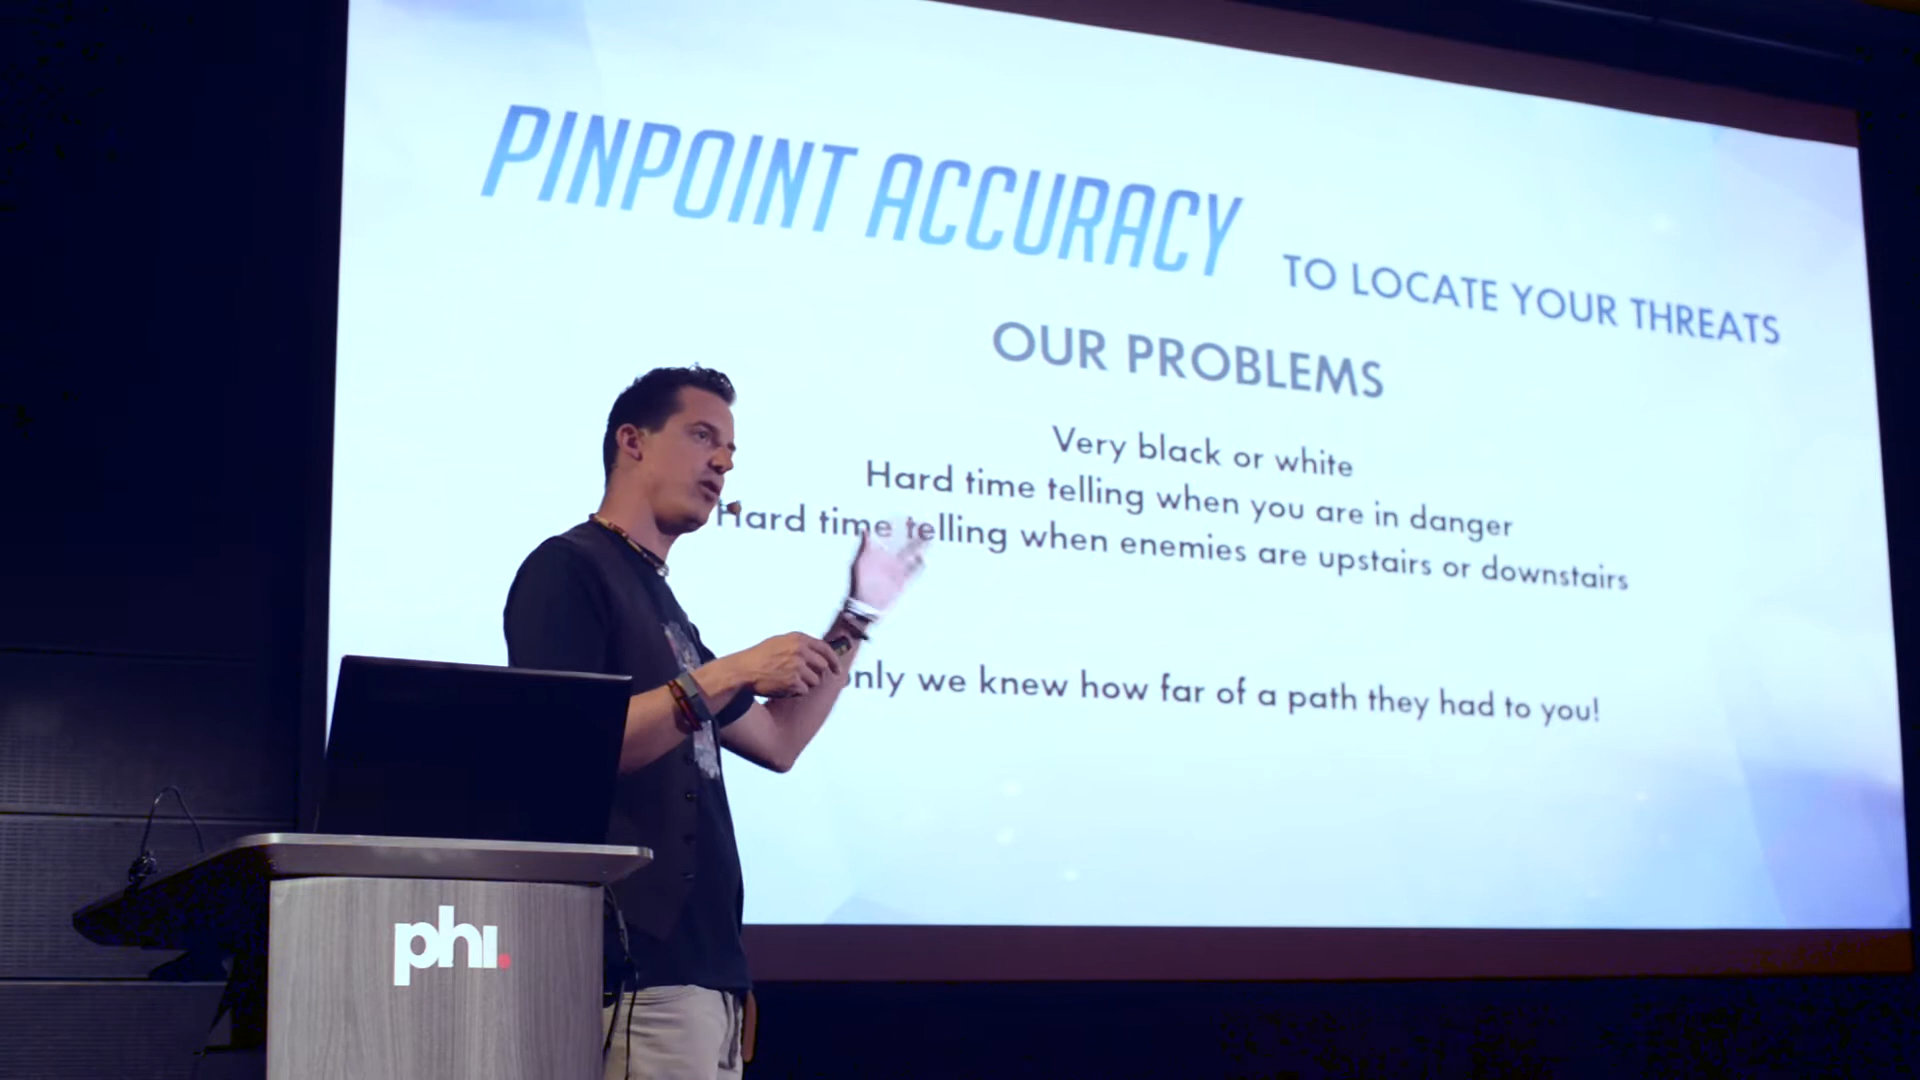 PINPOINT ACCURACY TO LOCATE YOUR THREATS
OUR PROBLEMS
Very black or white
Hard time telling when you are in danger
Hard time telling when enemies are upstairs or downstairs
only we knew how far of a path they had to you!
phi.